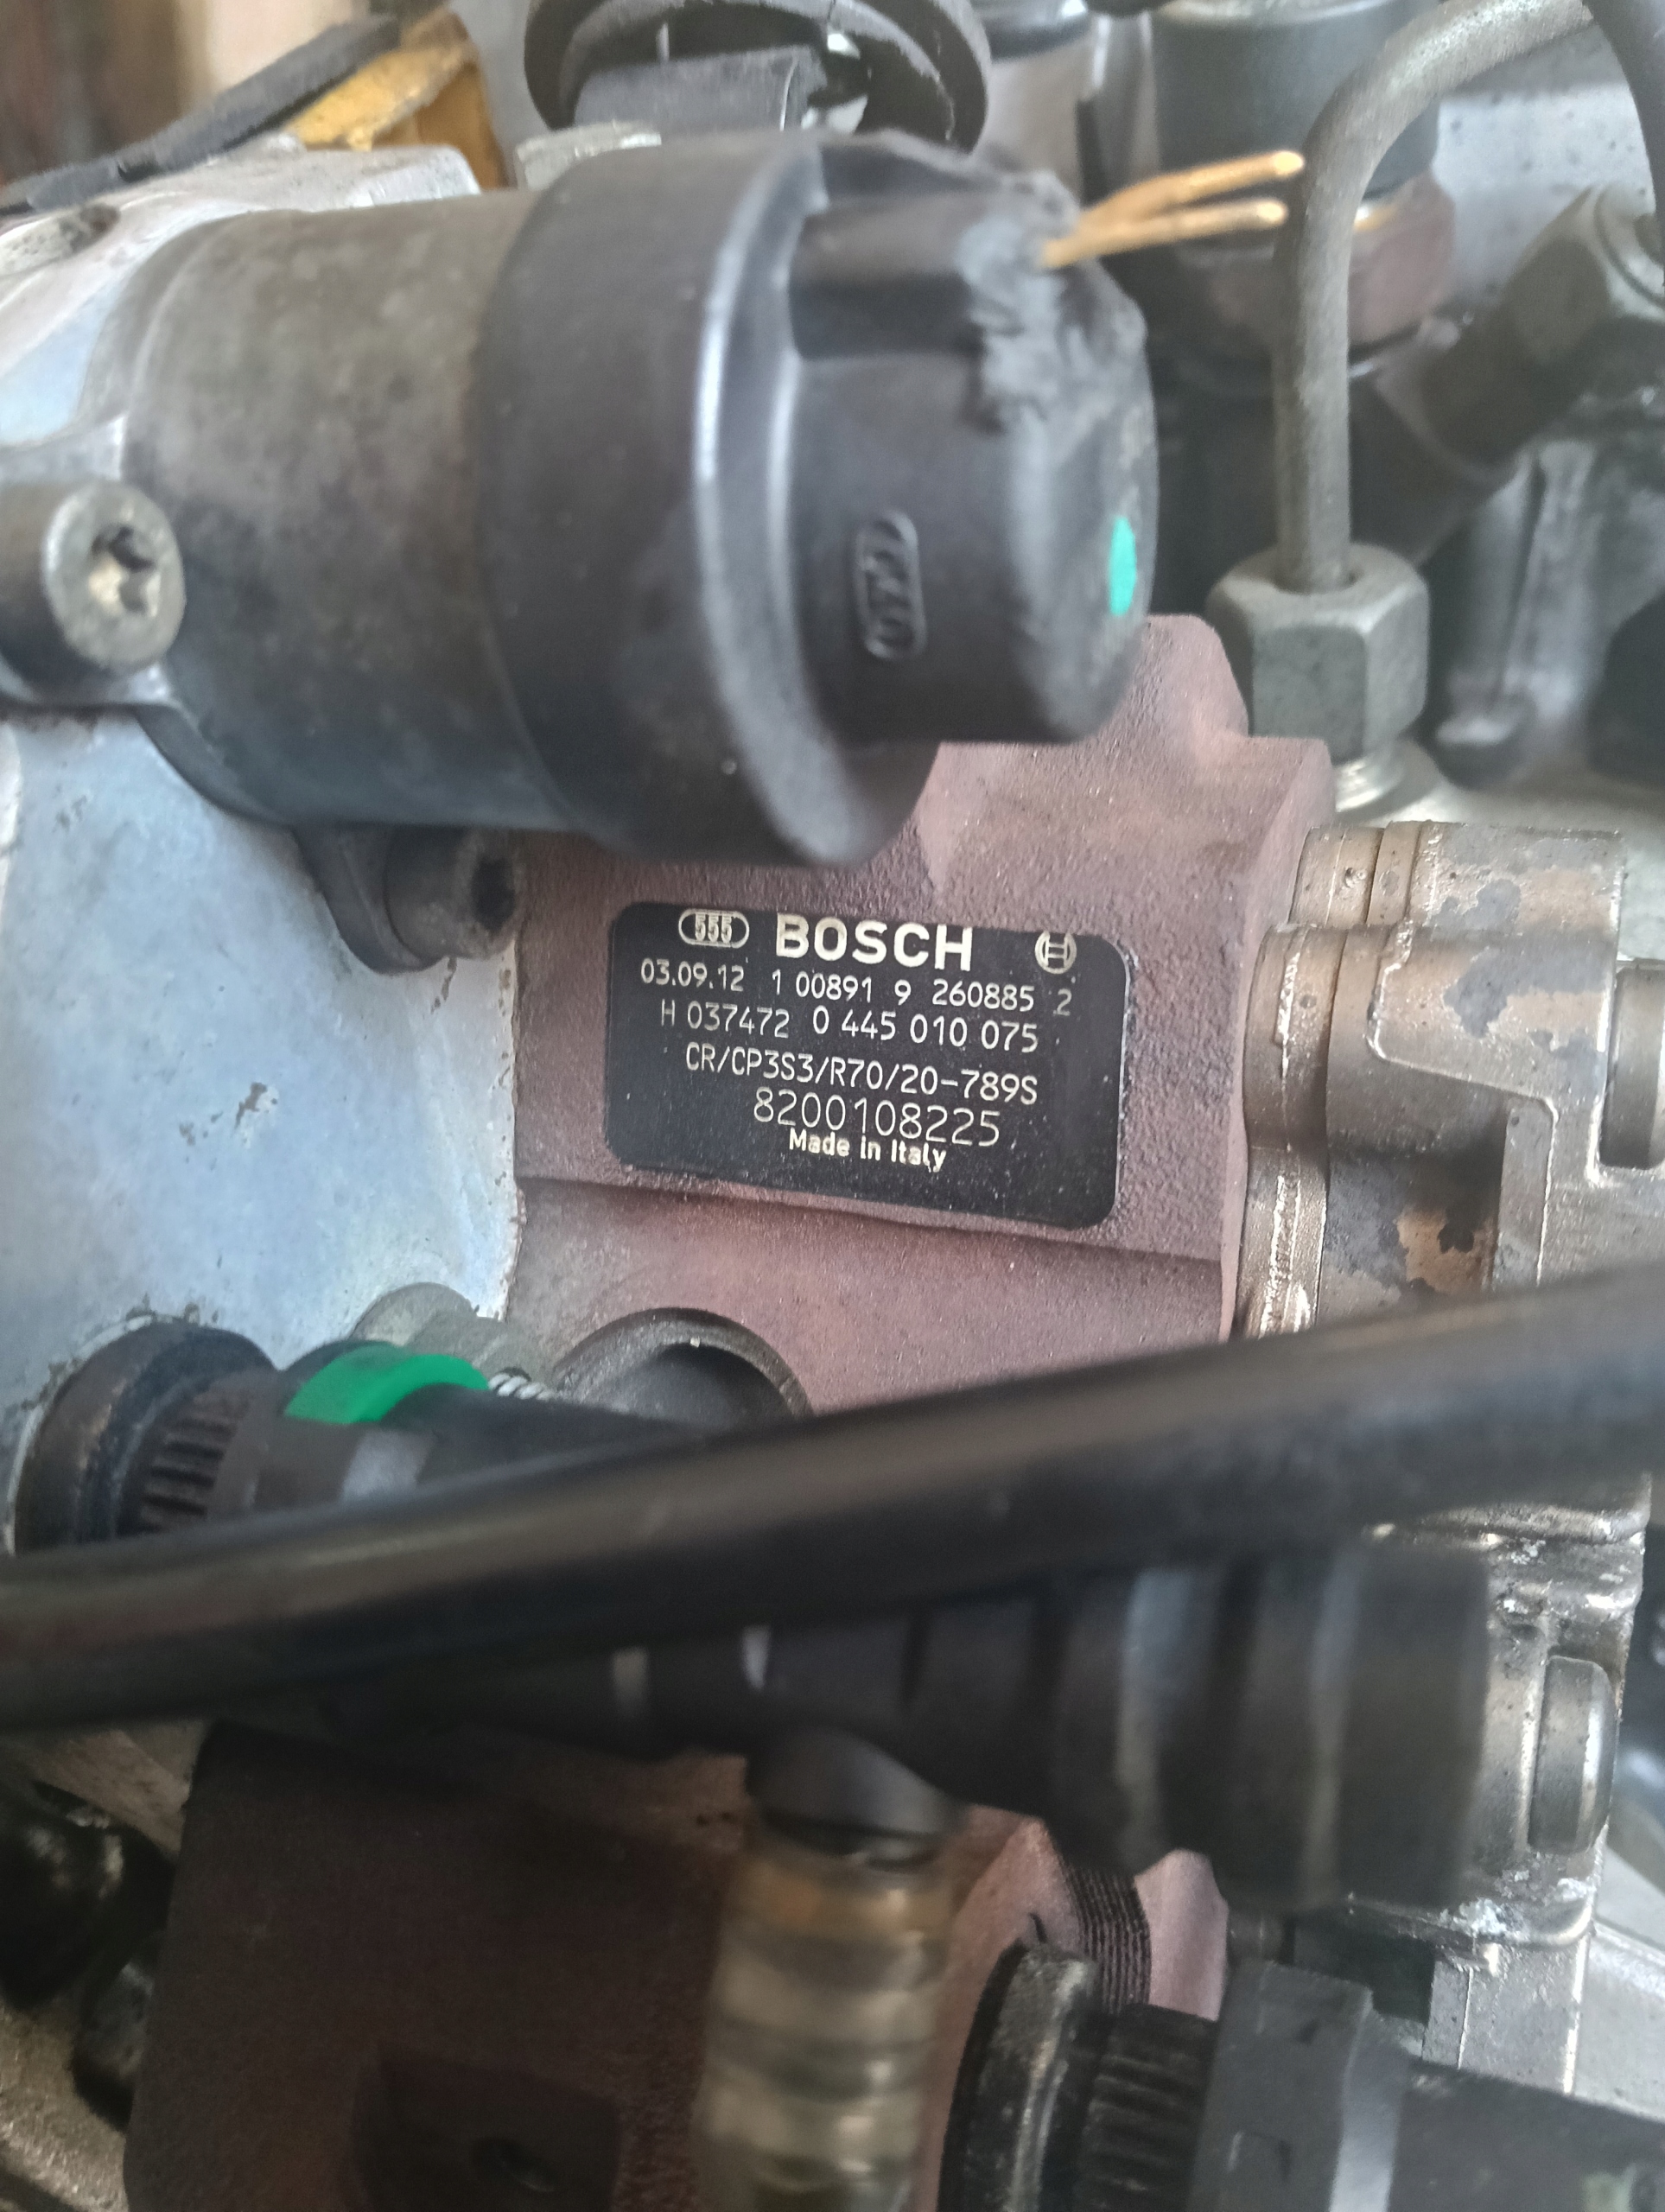 555 BOSCH
03.09.12 1 00891 9 260885 2
H 037472 0 445 010 075
CR/CP3S3/R70/20-789S
8200108225
Made in Italy